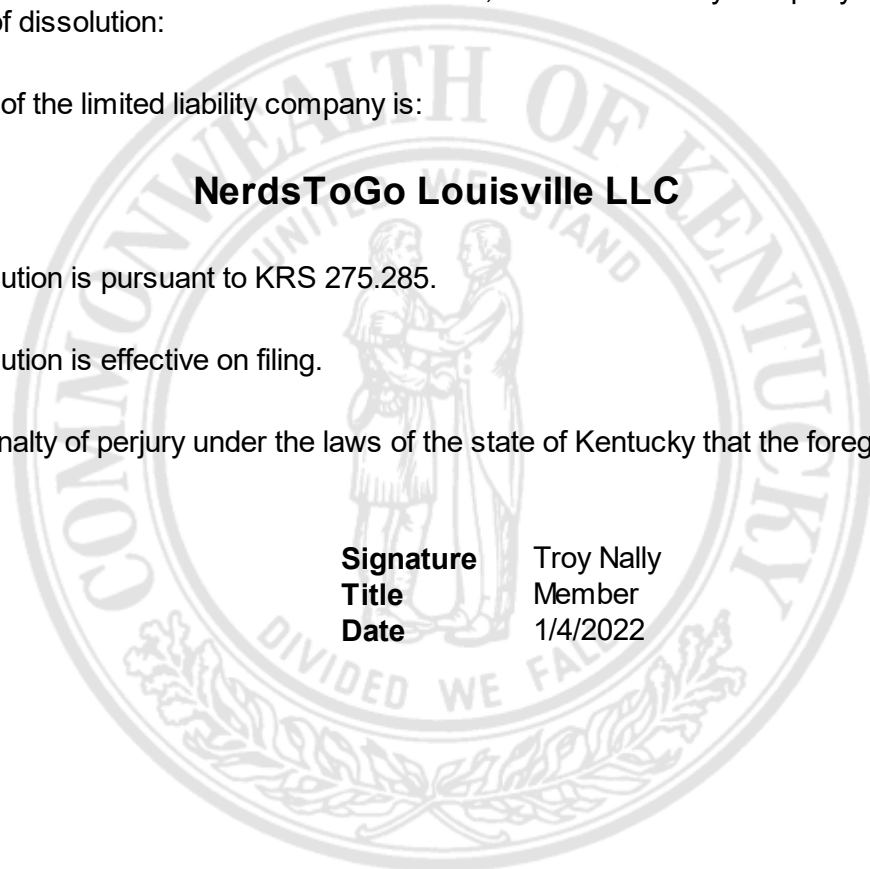 of dissolution:
of the limited liability company is:
NerdsToGo Louisville LLC
ution is pursuant to KRS 275.285.
ution is effective on filing.
nalty of perjury under the laws of the state of Kentucky that the foreg
Signature Troy Nally
Title Member
Date 1/4/2022
COMMONWEALTH OF KENTUCKY
UNITED WE STAND
DIVIDED WE FALL